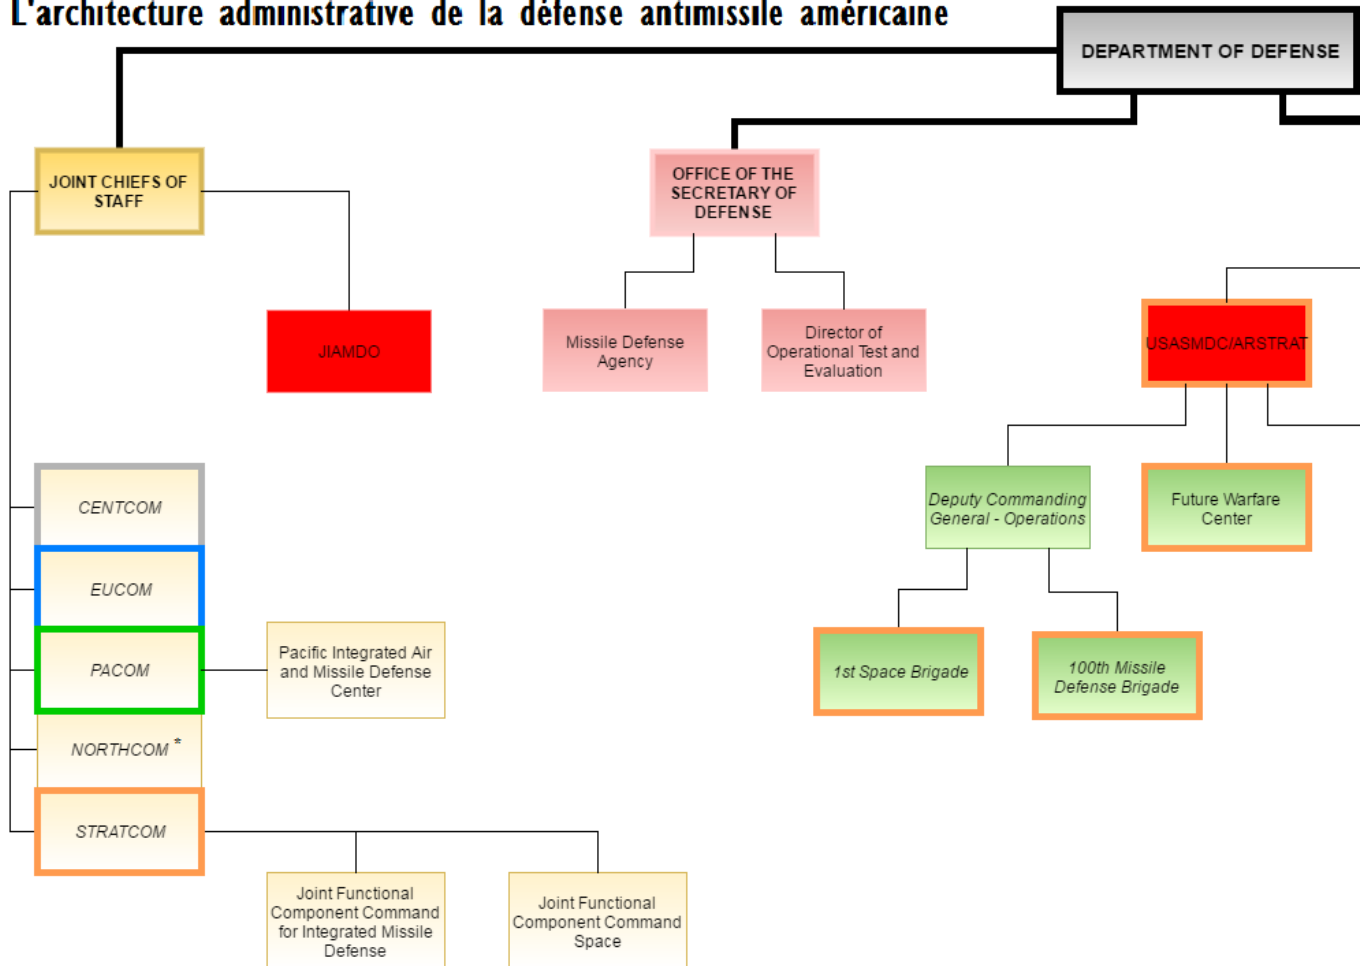 L'architecture administrative de la défense antimissile américaine
DEPARTMENT OF DEFENSE
JOINT CHIEFS OF
STAFF
OFFICE OF THE
SECRETARY OF
DEFENSE
JIAMDO
Missile Defense
Agency
Director of
Operational Test and
Evaluation
USASMDC/ARSTRAT
CENTCOM
Deputy Commanding
General - Operations
Future Warfare
Center
EUCOM
PACOM
Pacific Integrated Air
and Missile Defense
Center
1st Space Brigade
100th Missile
Defense Brigade
NORTHCOM *
STRATCOM
Joint Functional
Component Command
for Integrated Missile
Defense
Joint Functional
Component Command
Space